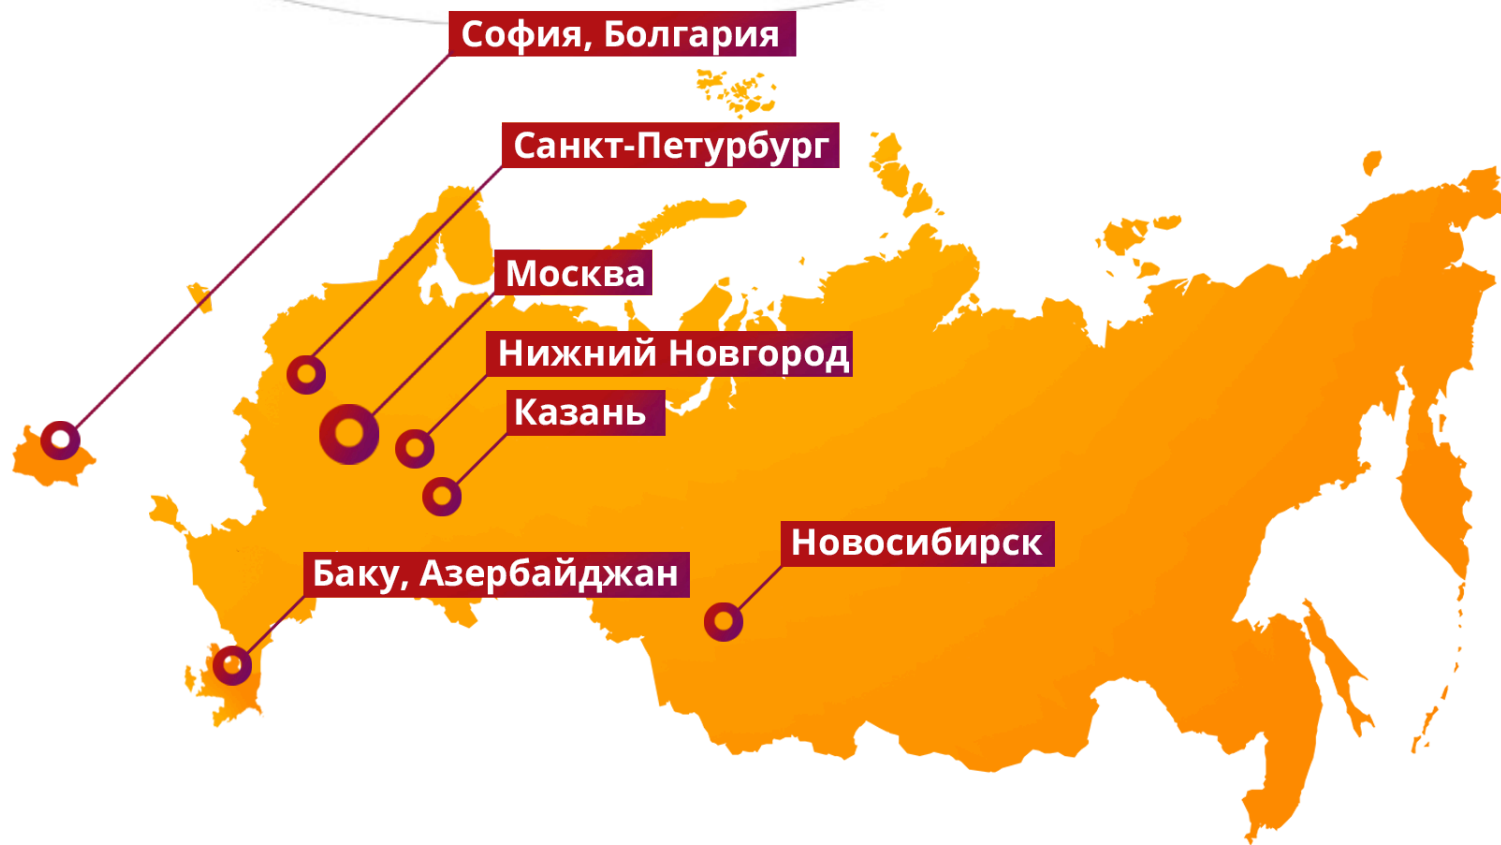 София, Болгария
Санкт-Петурбург
Москва
Нижний Новгород
Казань
Новосибирск
Баку, Азербайджан